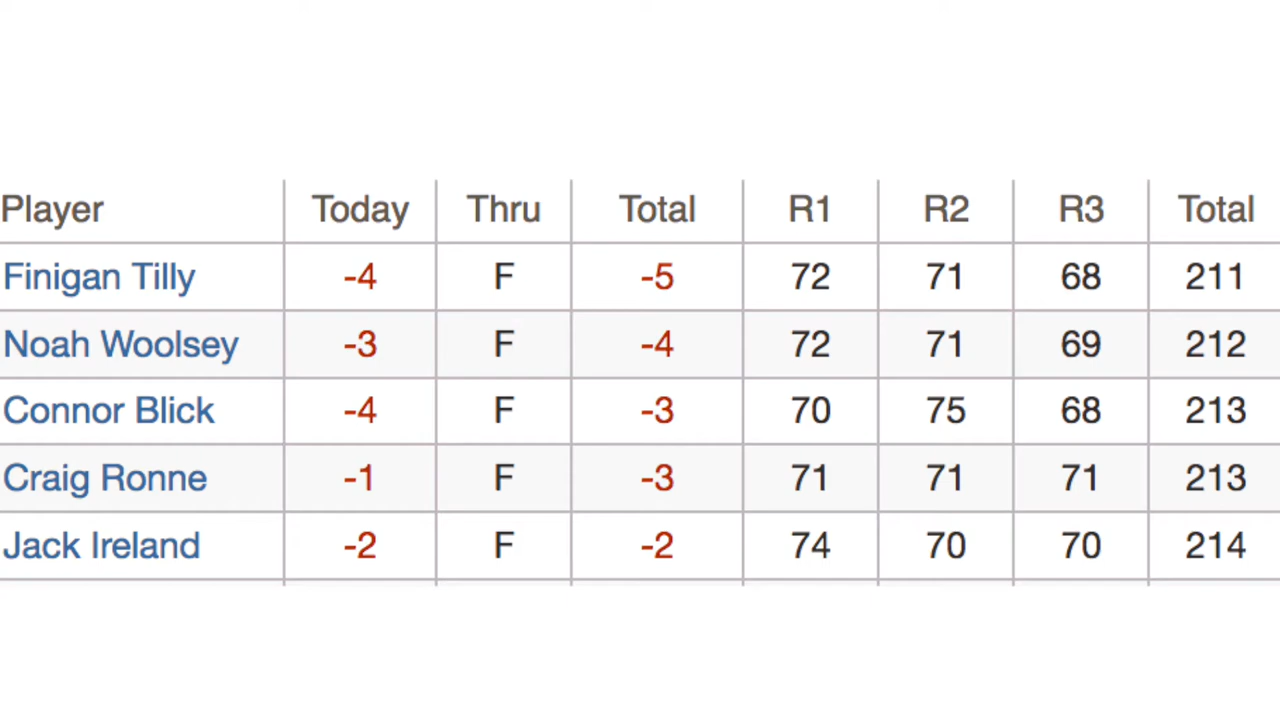 Player Today Thru Total R1 R2 R3 Total
Finigan Tilly -4 F -5 72 71 68 211
Noah Woolsey -3 F -4 72 71 69 212
Connor Blick -4 F -3 70 75 68 213
Craig Ronne -1 F -3 71 71 71 213
Jack Ireland -2 F -2 74 70 70 214